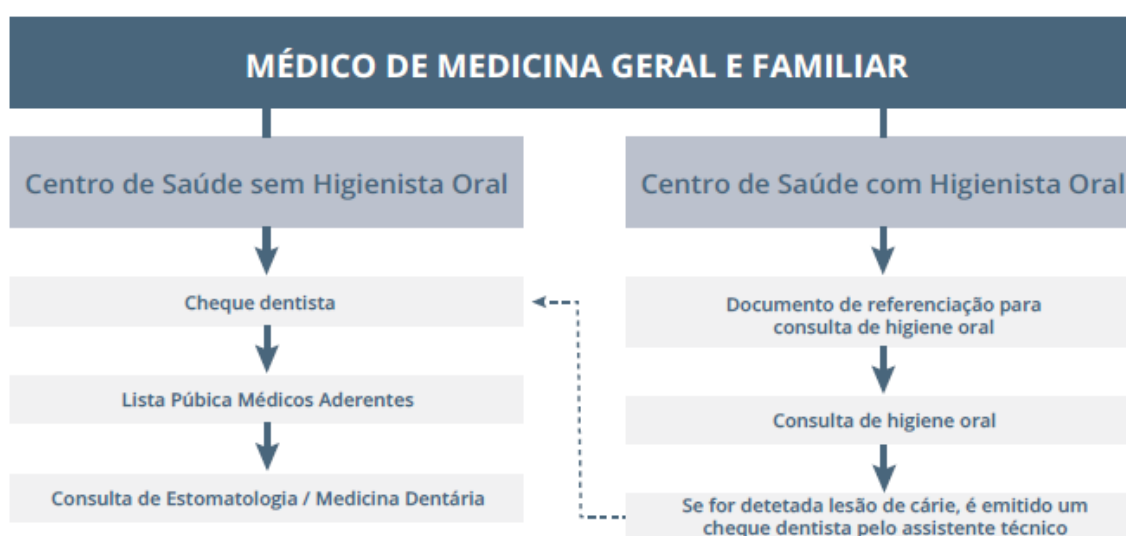 MÉDICO DE MEDICINA GERAL E FAMILIAR
Centro de Saúde sem Higienista Oral
Cheque dentista
Lista Púbica Médicos Aderentes
Consulta de Estomatologia / Medicina Dentária
Centro de Saúde com Higienista Oral
Documento de referenciação para
consulta de higiene oral
Consulta de higiene oral
Se for detetada lesão de cárie, é emitido um
cheque dentista pelo assistente técnico